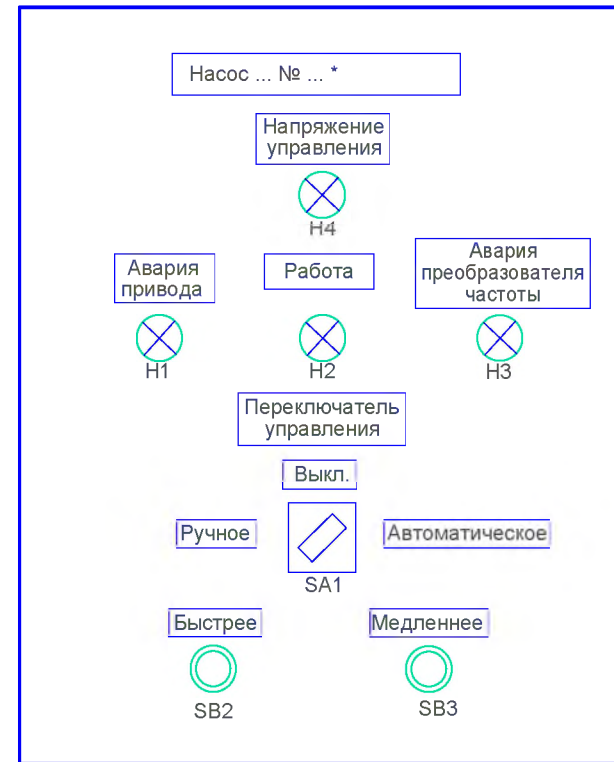 Насос ... № ... *
Напряжение
управления
H4
Авария
привода
Работа
Авария
преобразователя
частоты
H1
H2
H3
Переключатель
управления
Выкл.
Ручное
Автоматическое
SA1
Быстрее
Медленнее
SB2
SB3